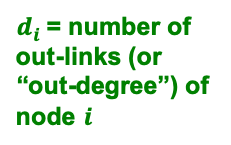 dᵢ = number of
out-links (or
“out-degree”) of
node i